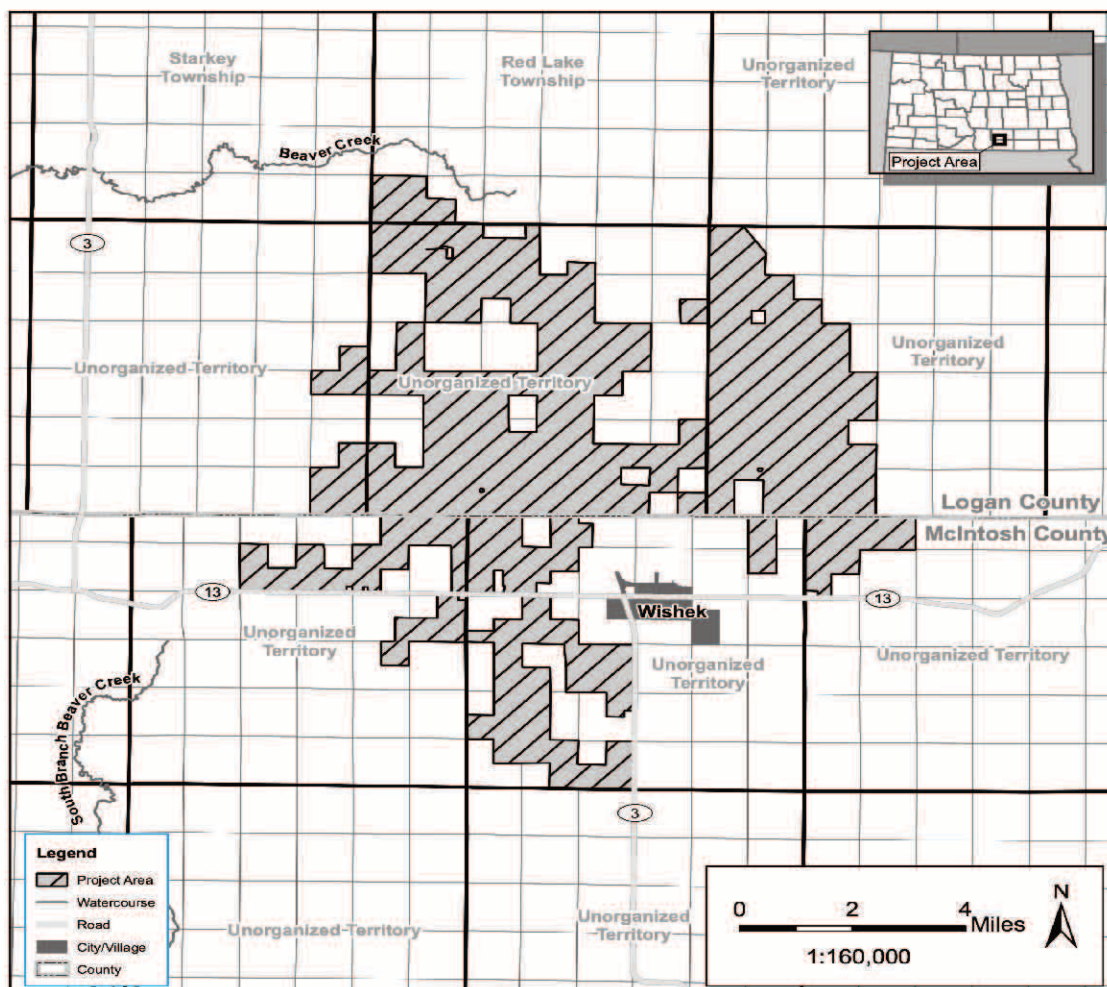 Starkey
Township
Red Lake
Township
Unorganized
Territory
Project Area
Beaver Creek
3
Unorganized Territory
Unorganized Territory
Unorganized
Territory
Logan County
McIntosh County
13
Wishek
13
Unorganized
Territory
Unorganized
Territory
Unorganized Territory
South Branch Beaver Creek
3
Legend
Project Area
Watercourse
Road
City/Village
County
Unorganized Territory
Unorganized
Territory
0 2 4 Miles
1:160,000
N